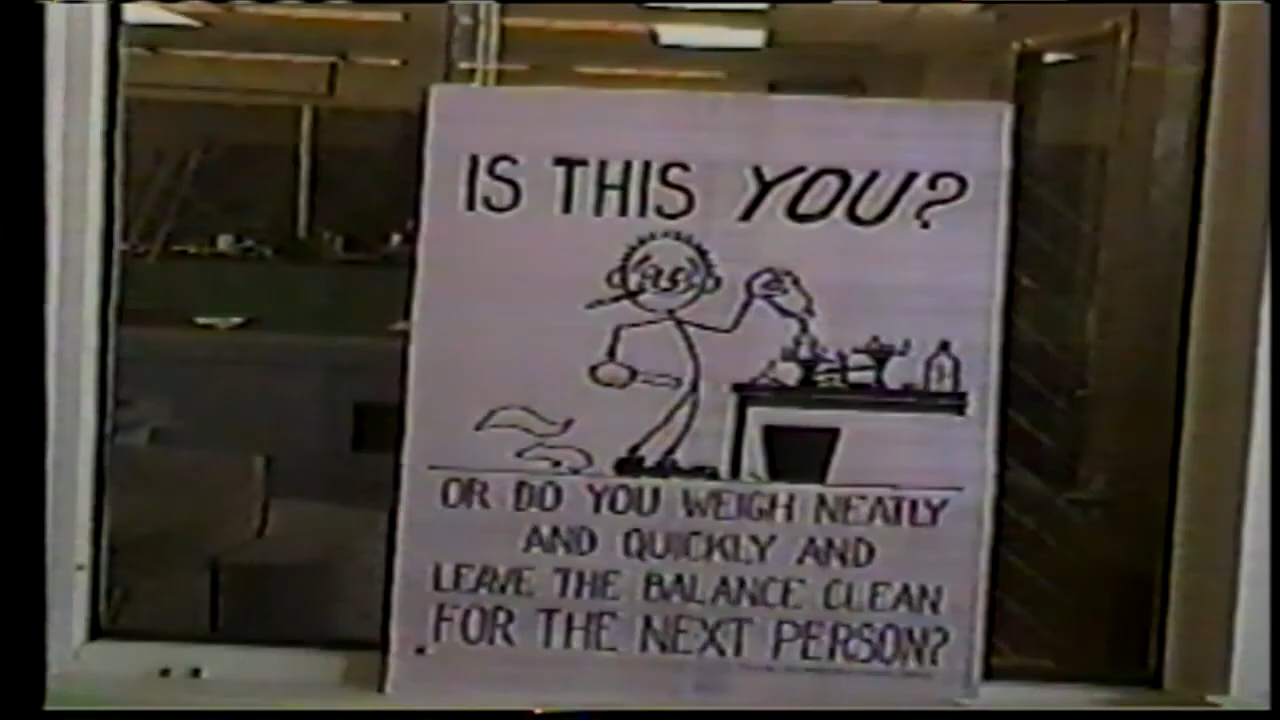 IS THIS YOU?
OR DO YOU WEIGH NEATLY
AND QUICKLY AND
LEAVE THE BALANCE CLEAN
FOR THE NEXT PERSON?